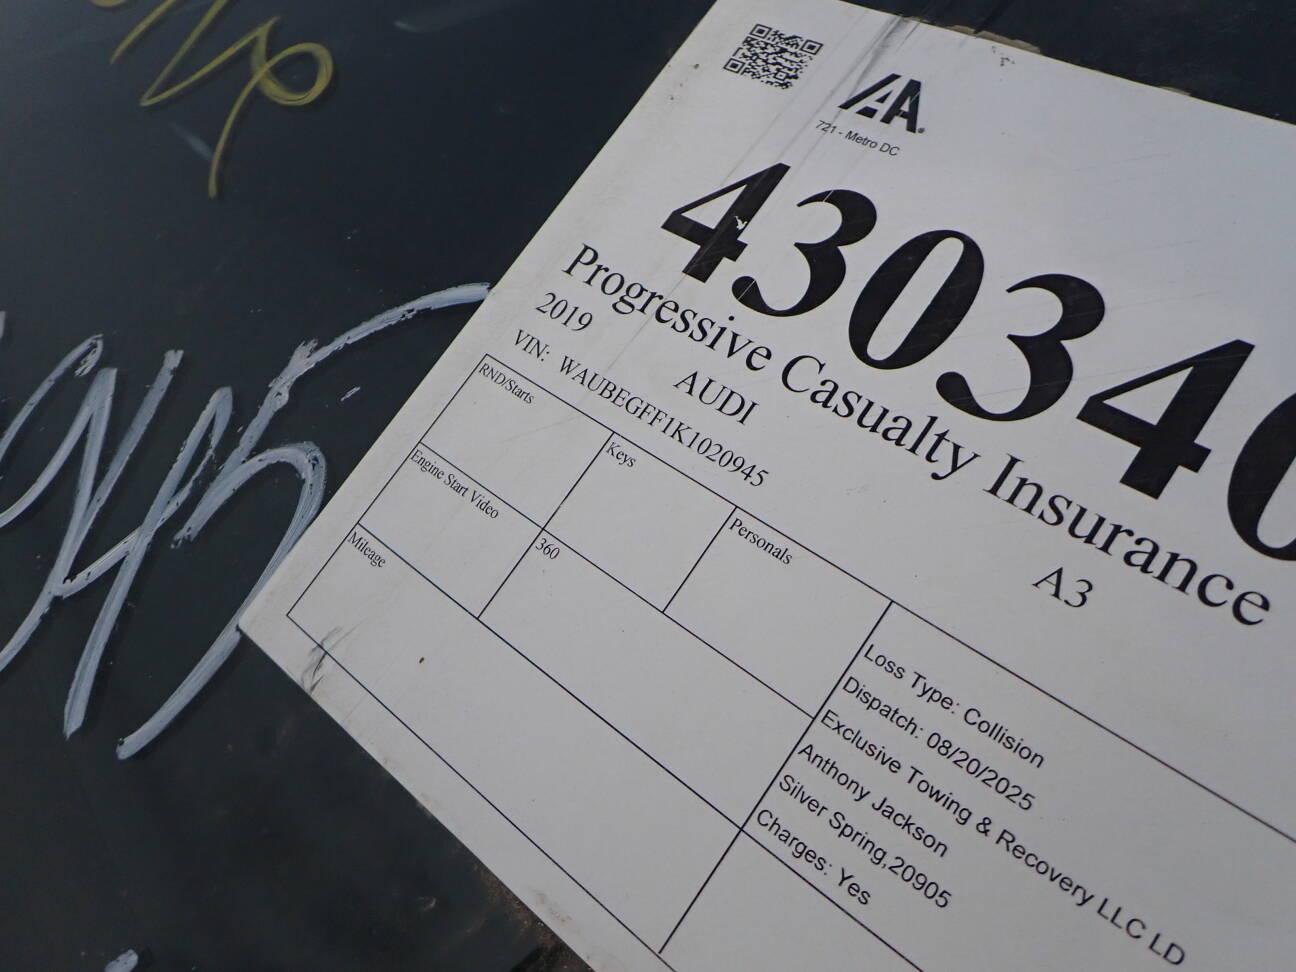 IAA
721 - Metro DC
43034
Progressive Casualty Insurance
2019 AUDI A3
VIN: WAUBEGFF1K1020945
RND/Starts
Keys
Personals
Engine Start Video
360
Mileage
Loss Type: Collision
Dispatch: 08/20/2025
Exclusive Towing & Recovery LLC LD
Anthony Jackson
Silver Spring,20905
Charges: Yes
945